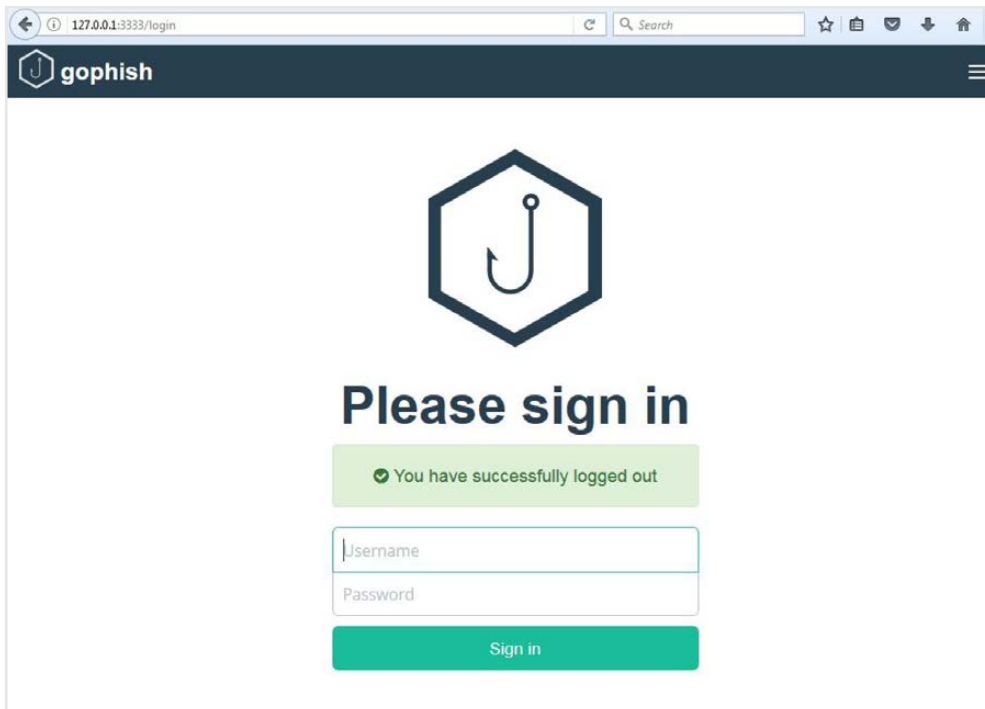 127.0.0.1:3333/login
Search
gophish
Please sign in
You have successfully logged out
Username
Password
Sign in